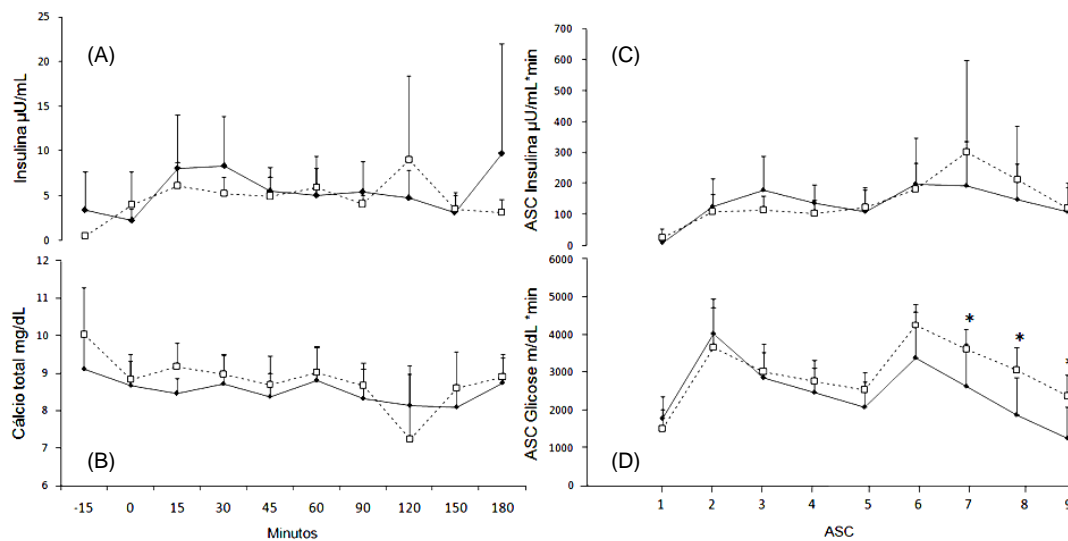 25
20
15
10
5
0
Insulina µU/mL
(A)
12
11
10
9
8
7
6
Cálcio total mg/dL
(B)
-15 0 15 30 45 60 90 120 150 180
Minutos
700
600
500
400
300
200
100
0
ASC Insulina µU/mL*min
(C)
6000
5000
4000
3000
2000
1000
0
ASC Glicose m/dL *min
(D)
* * *
1 2 3 4 5 6 7 8 9
ASC